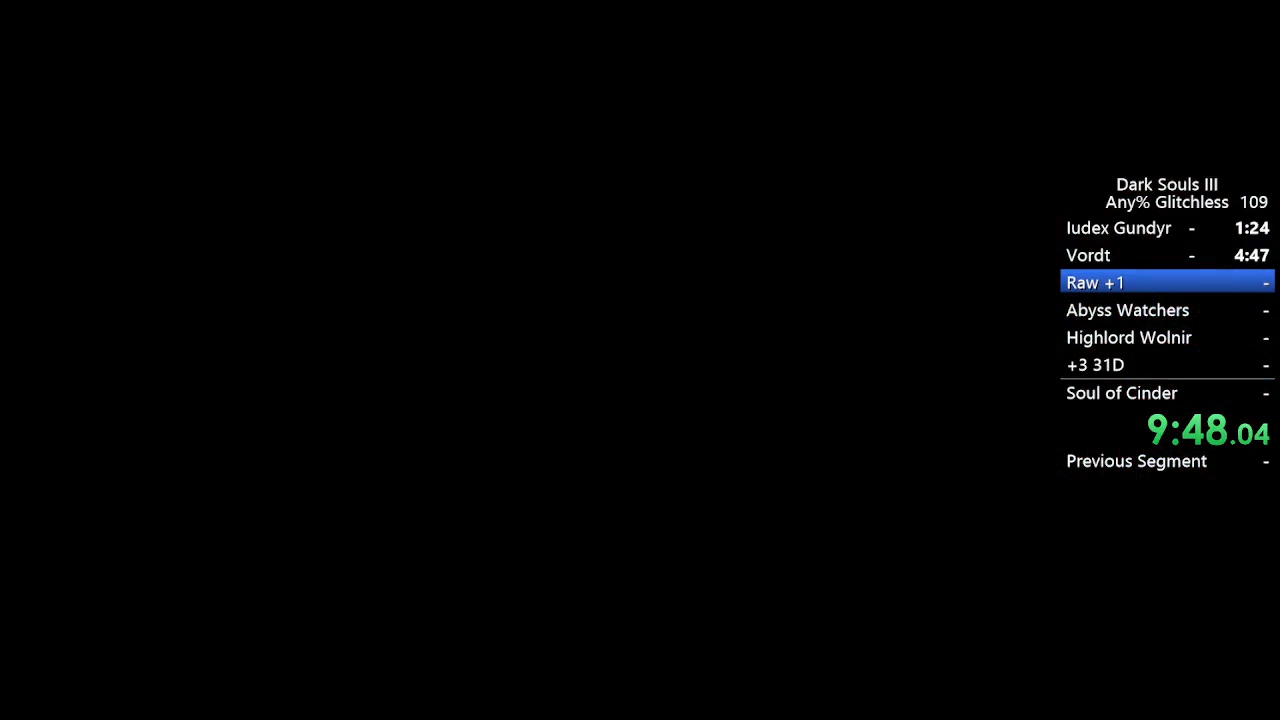 Dark Souls III
Any% Glitchless 109
Iudex Gundyr - 1:24
Vordt - 4:47
Raw +1 -
Abyss Watchers -
Highlord Wolnir -
+3 31D -
Soul of Cinder -
9:48.04
Previous Segment -